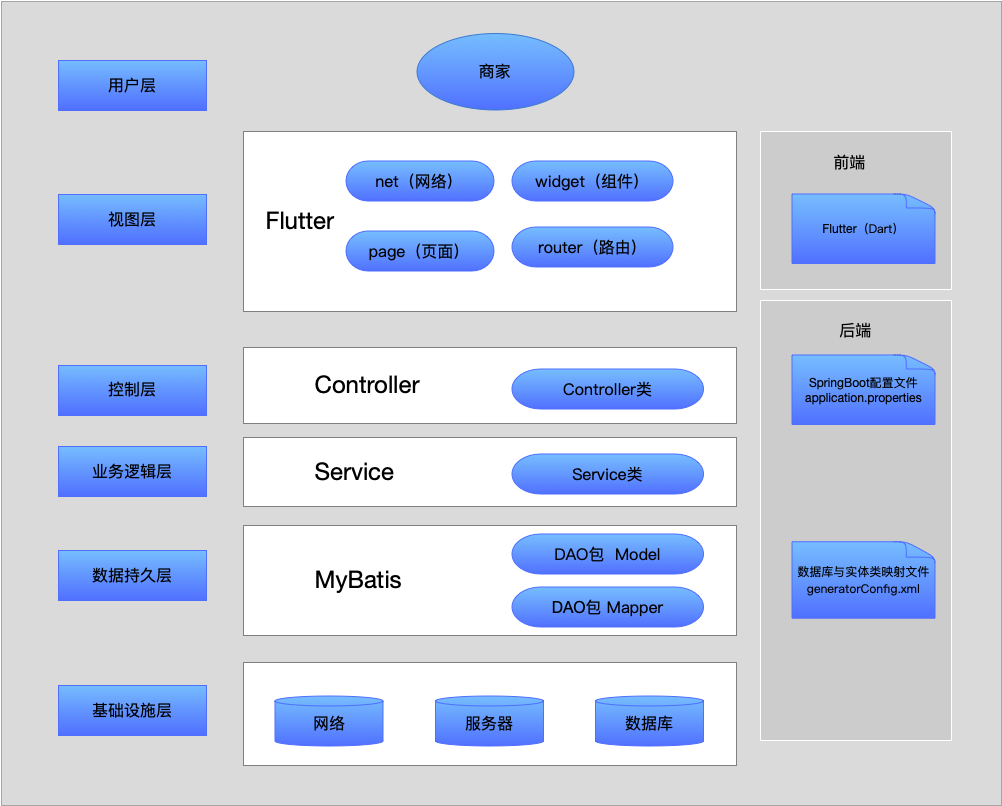 用户层
商家
视图层
Flutter
net（网络）
widget（组件）
page（页面）
router（路由）
前端
Flutter（Dart）
控制层
Controller
Controller类
后端
SpringBoot配置文件
application.properties
业务逻辑层
Service
Service类
数据持久层
MyBatis
DAO包  Model
DAO包 Mapper
数据库与实体类映射文件
generatorConfig.xml
基础设施层
网络
服务器
数据库